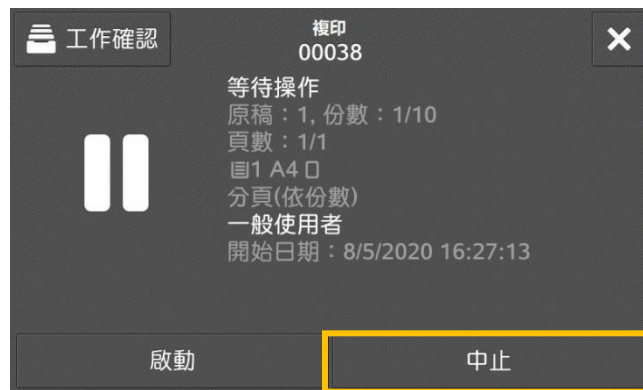 工作確認
複印
00038
等待操作
原稿：1, 份數：1/10
頁數：1/1
1 A4
分頁(依份數)
一般使用者
開始日期：8/5/2020 16:27:13
啟動
中止